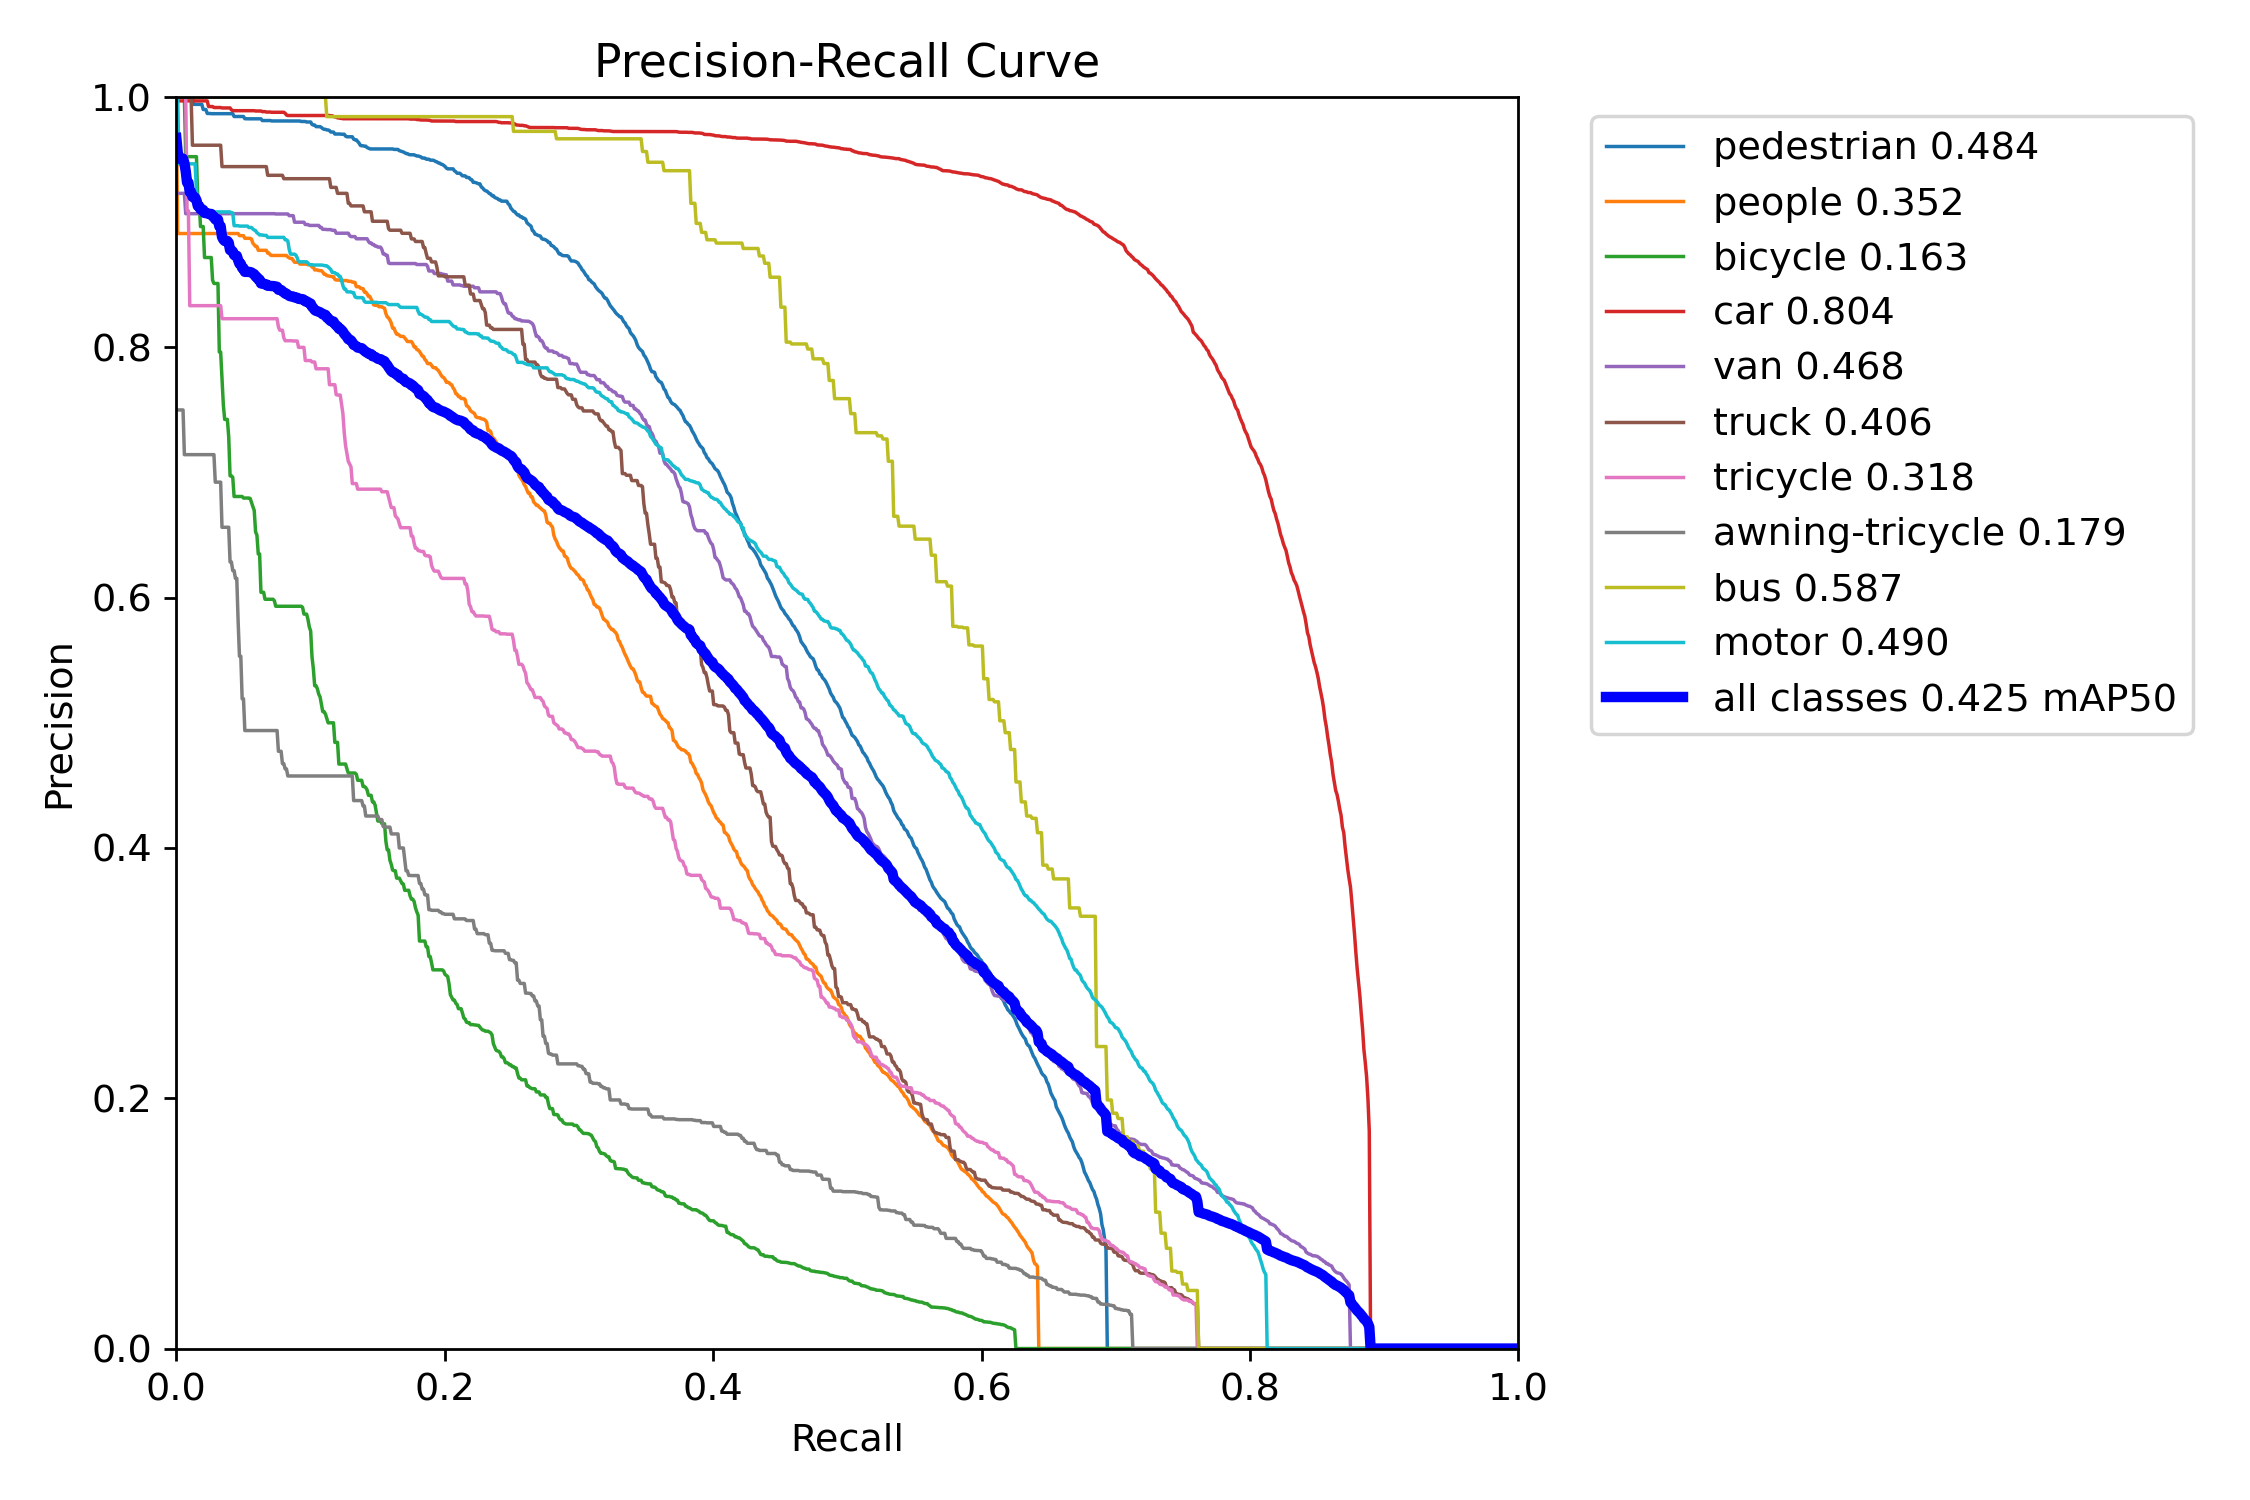 Precision-Recall Curve
1.0
0.8
0.6
0.4
0.2
0.0
Precision
0.0 0.2 0.4 0.6 0.8 1.0
Recall
pedestrian 0.484
people 0.352
bicycle 0.163
car 0.804
van 0.468
truck 0.406
tricycle 0.318
awning-tricycle 0.179
bus 0.587
motor 0.490
all classes 0.425 mAP50